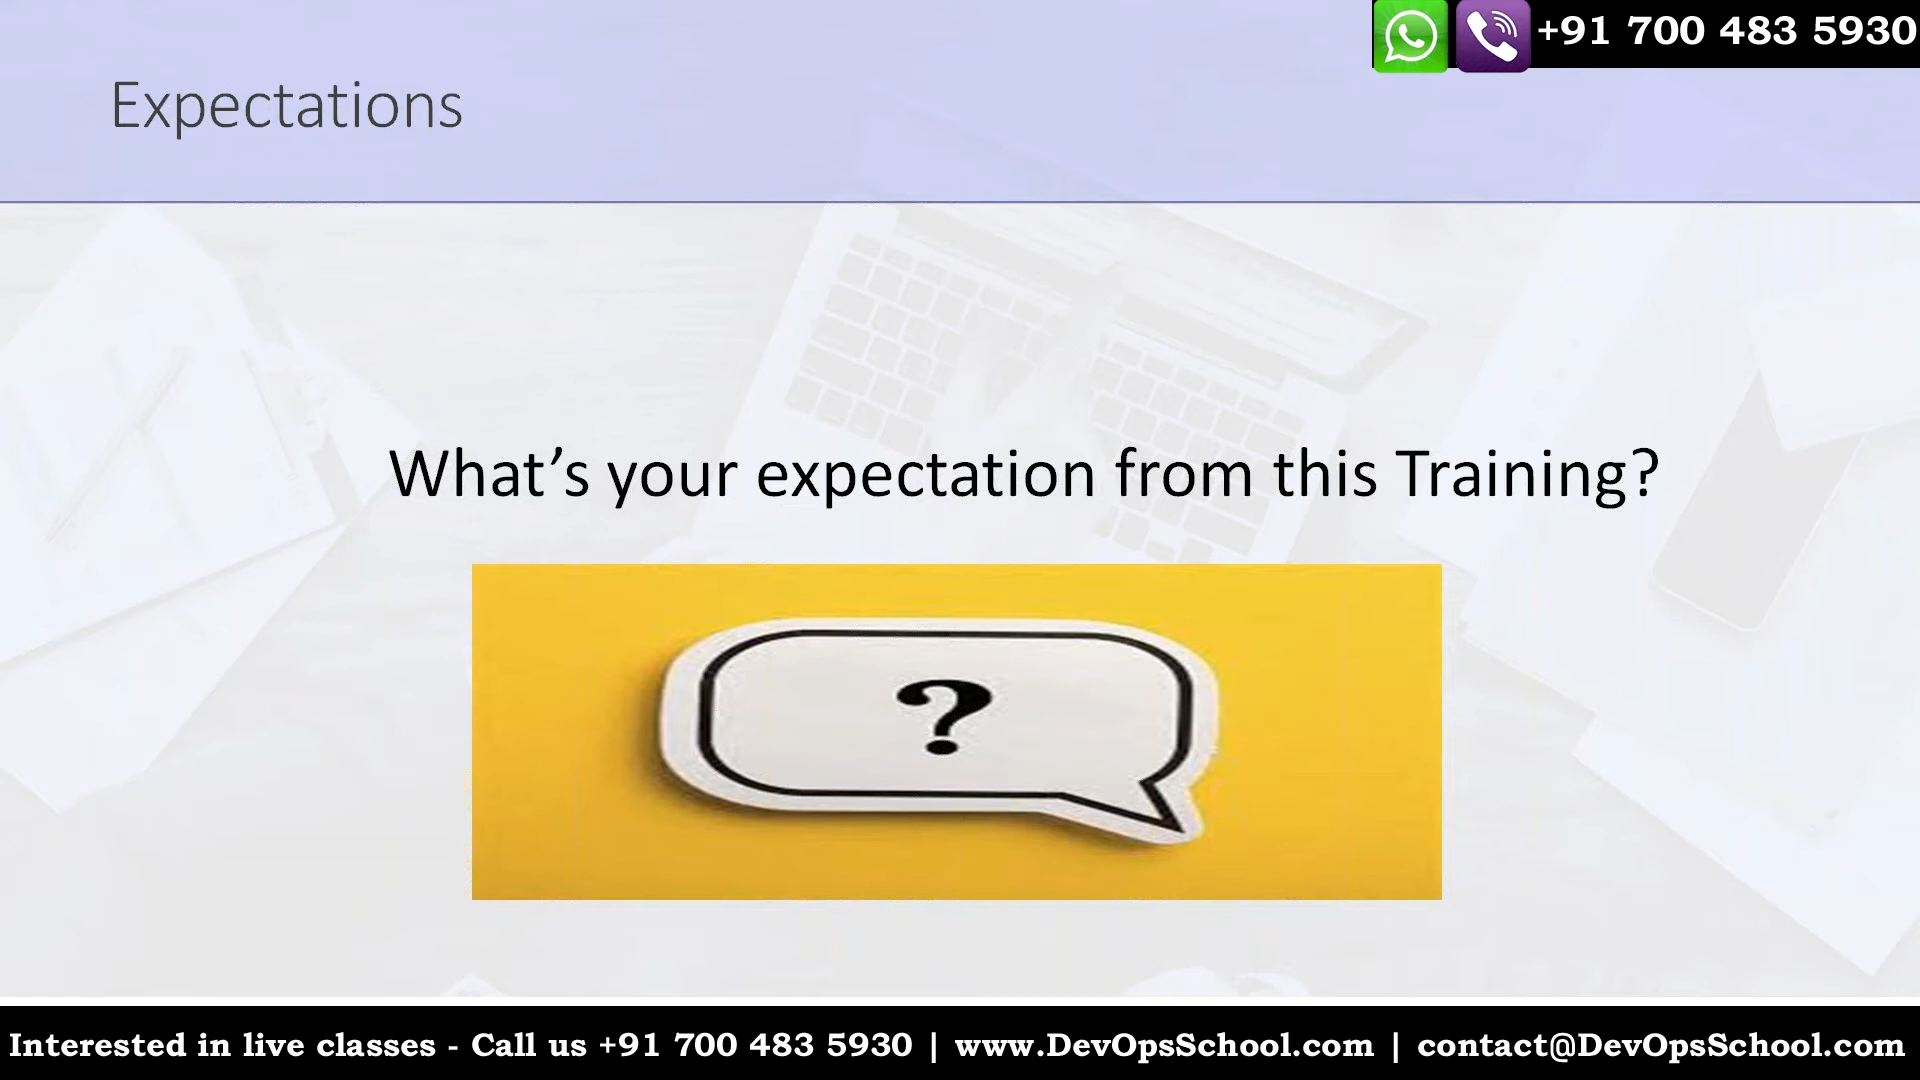 +91 700 483 5930
Expectations
What’s your expectation from this Training?
?
Interested in live classes - Call us +91 700 483 5930 | www.DevOpsSchool.com | contact@DevOpsSchool.com